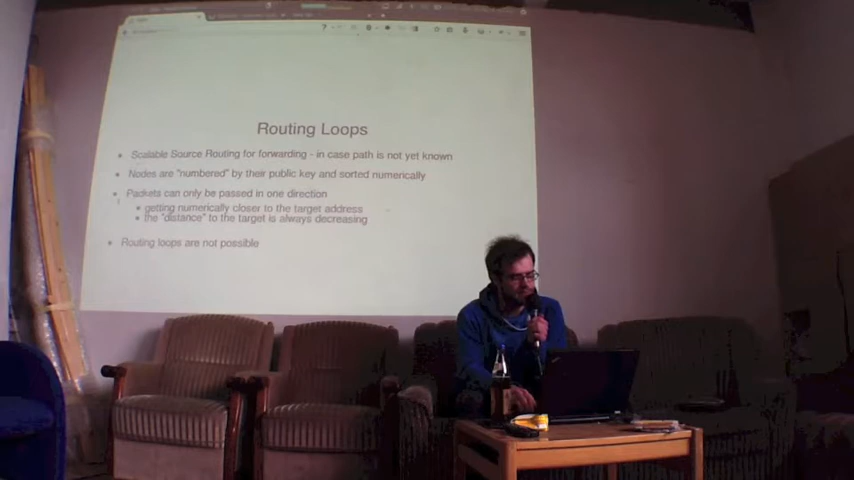 Routing Loops
Scalable Source Routing for forwarding - in case path is not yet known
Nodes are "numbered" by their public key and sorted numerically
Packets can only be passed in one direction
getting numerically closer to the target address
the "distance" to the target is always decreasing
Routing loops are not possible